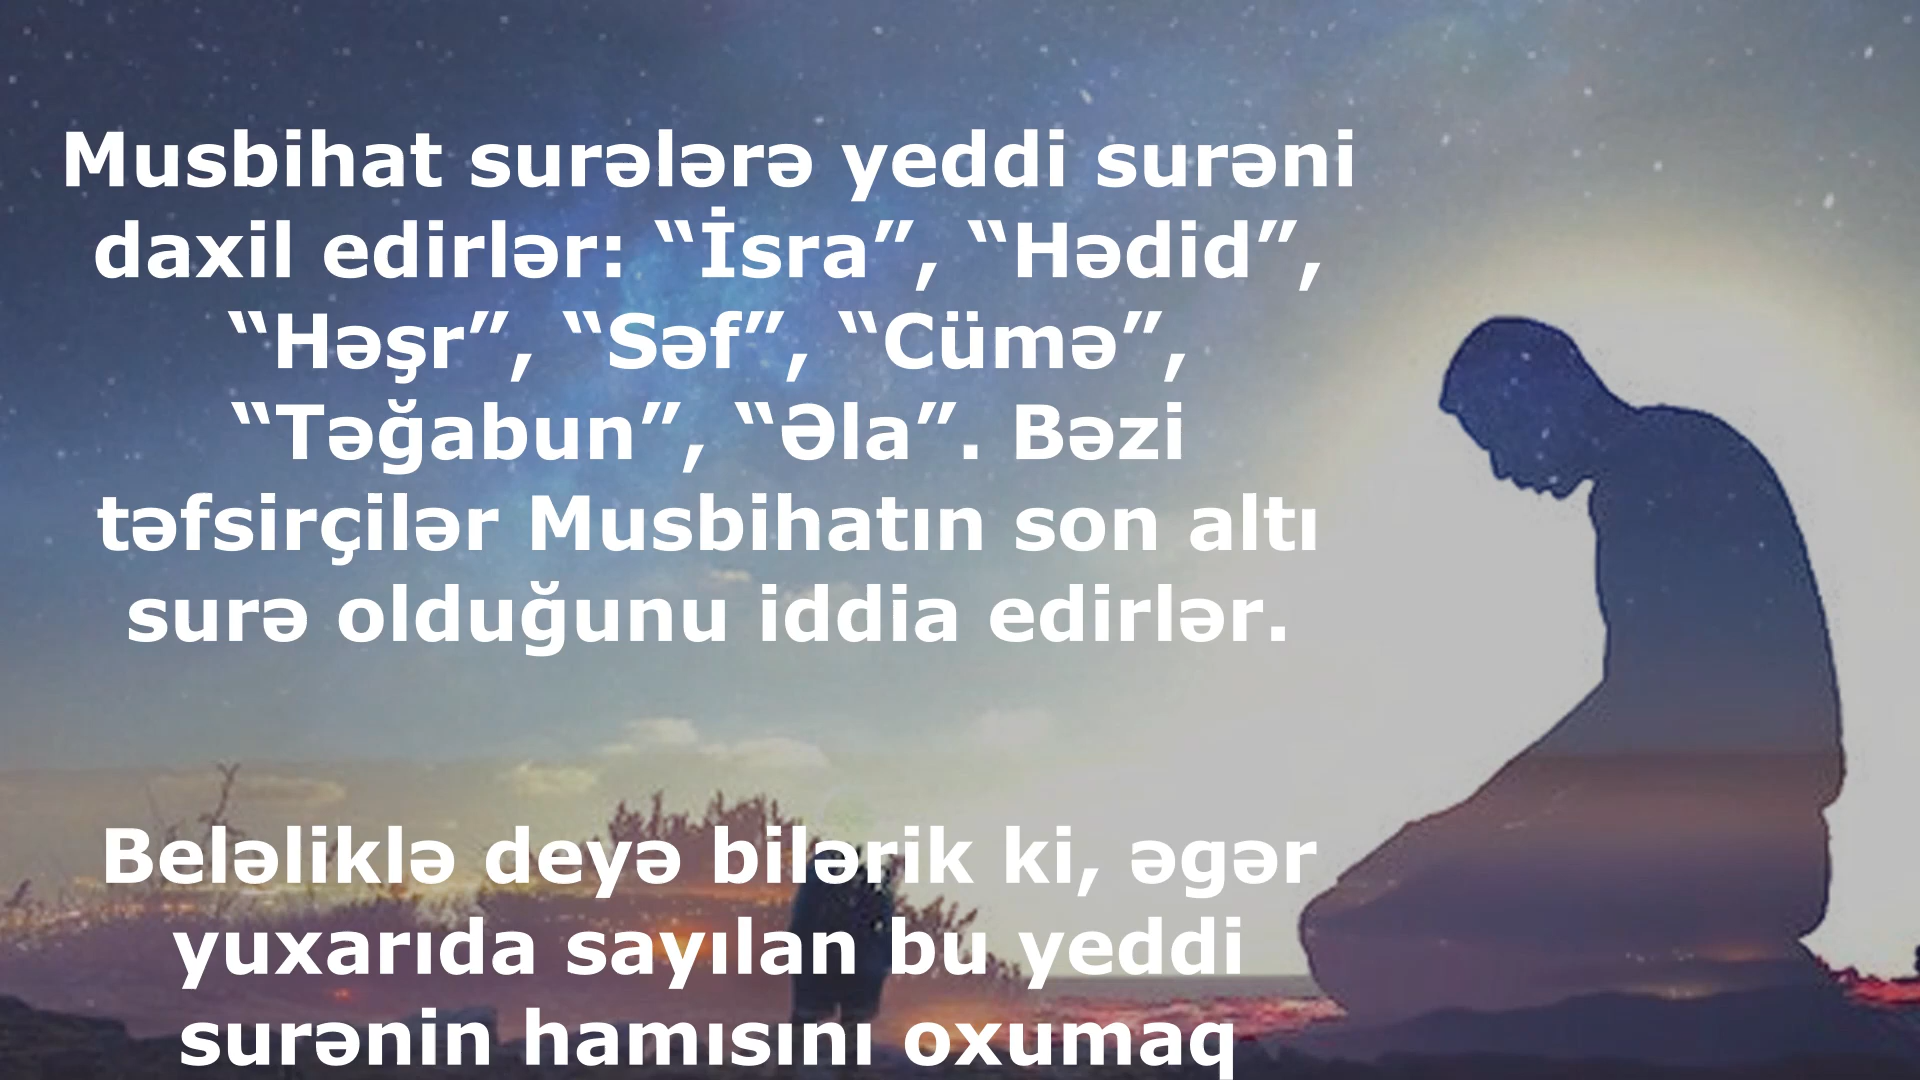 Musbihat surələrə yeddi surəni
daxil edirlər: “İsra”, “Hədid”,
“Həşr”, “Səf”, “Cümə”,
“Təğabun”, “Əla”. Bəzi
təfsirçilər Musbihatın son altı
surə olduğunu iddia edirlər.
Beləliklə deyə bilərik ki, əgər
yuxarıda sayılan bu yeddi
surənin hamısını oxumaq